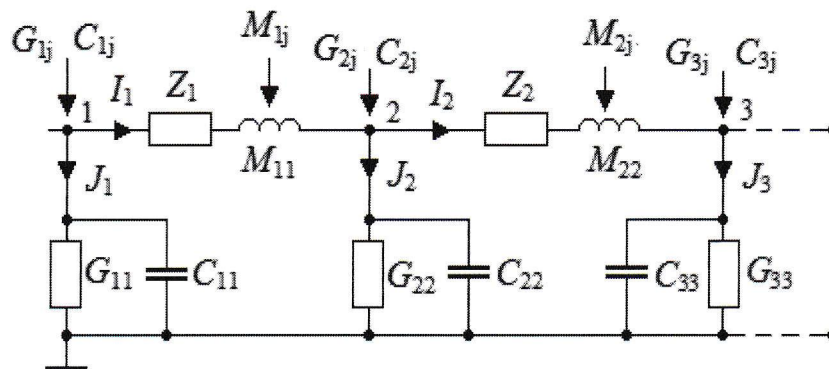 G1j C1j M1j G2j C2j M2j G3j C3j
1 I1 Z1 2 I2 Z2 3
M11 M22
J1 J2 J3
G11 C11 G22 C22 C33 G33